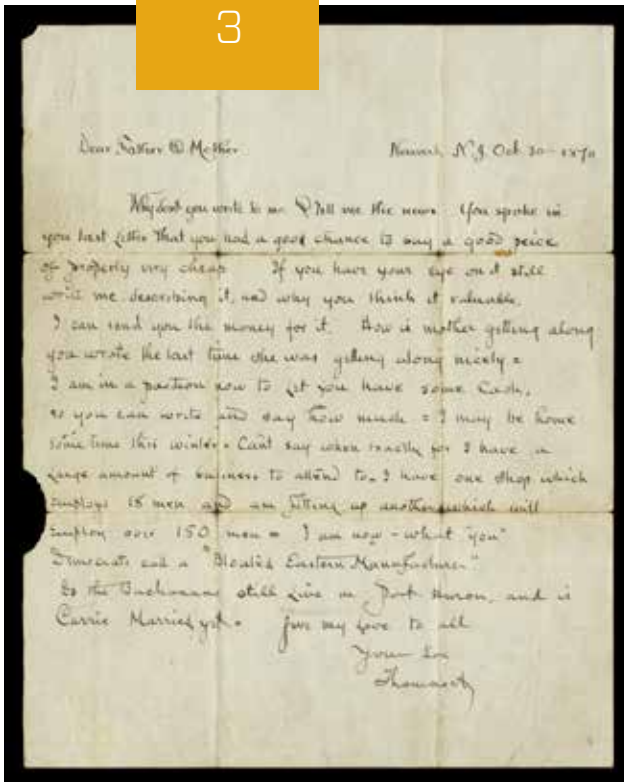 3
Dear Father & Mother Newark N.J. Oct 30 - 1870
Why dont you write to me & tell me the news. You spoke in
you last letter that you had a good chance to buy a good peice
of property very cheap If you have your eye on it still
write me describing it, and why you think it valuable.
I can send you the money for it. How is mother getting along
you wrote the last time she was getting along nicely =
I am in a position now to let you have some Cash,
so you can write and say how much = I may be home
some time this winter - Cant say when exactly for I have a
Large amount of business to attend to. I have one Shop which
employs 18 men and am fitting up another which will
employ over 150 men = I am now - what "you"
Democrats call a "Bloated Eastern Manufacturer"
Do the Buchanans still live in Port Huron, and is
Carrie Married yet - Give my love to all
Your Son
Thomas A